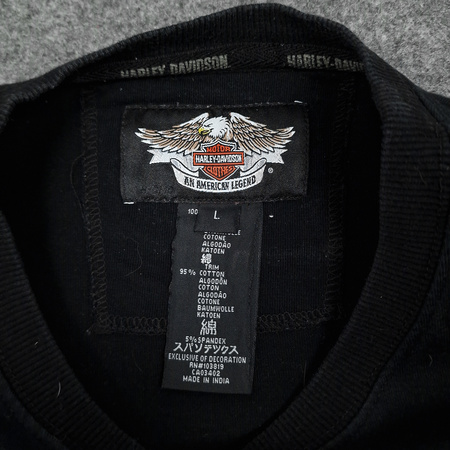 HARLEY-DAVIDSON HARLEY-DAVIDSON
MOTOR
HARLEY-DAVIDSON
CLOTHES
AN AMERICAN LEGEND ®
100 L
COTONE
ALGODÃO
KATOEN
綿
TRIM
95% COTTON
ALGODÓN
COTON
ALGODÃO
COTONE
BAUMWOLLE
KATOEN
綿
5% SPANDEX
スパンデックス
EXCLUSIVE OF DECORATION
RN#103819
CA03402
MADE IN INDIA